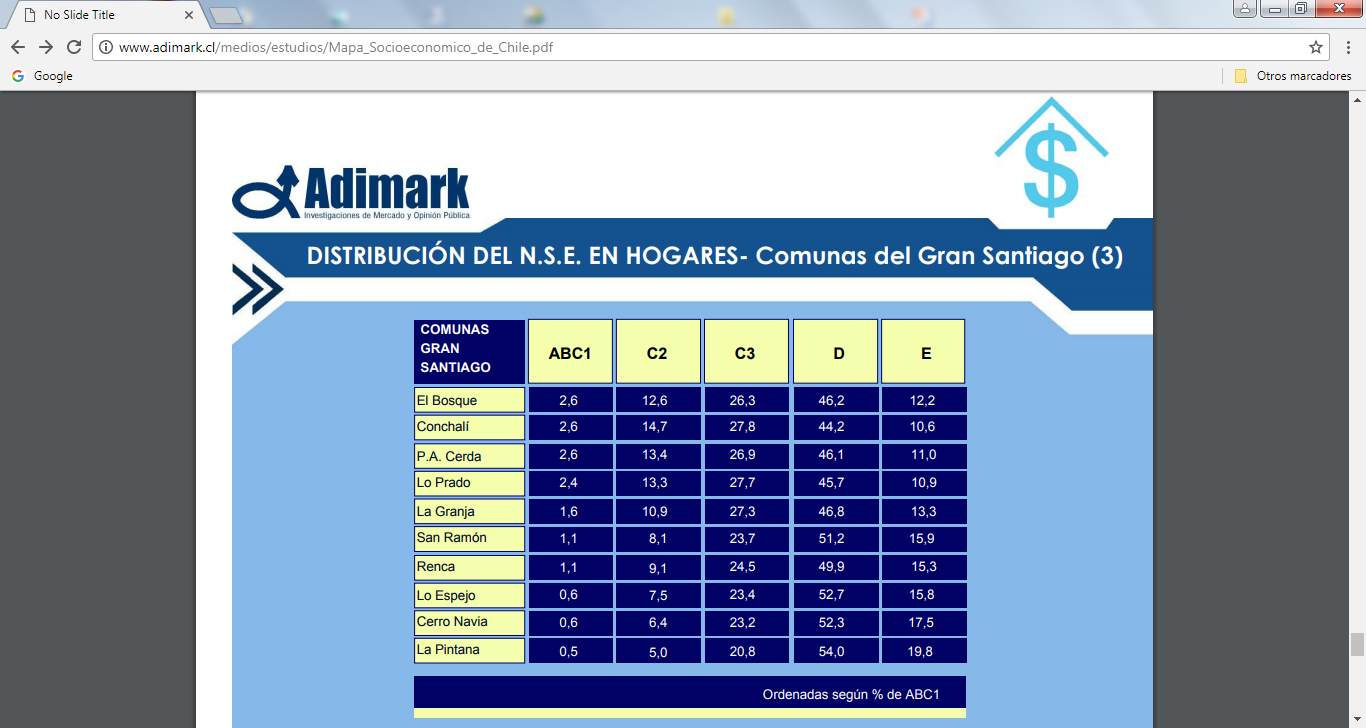 No Slide Title
www.adimark.cl/medios/estudios/Mapa_Socioeconomico_de_Chile.pdf
Google
Otros marcadores
Adimark
Investigaciones de Mercado y Opinión Pública
$
DISTRIBUCIÓN DEL N.S.E. EN HOGARES- Comunas del Gran Santiago (3)
COMUNAS
GRAN
SANTIAGO
ABC1 C2 C3 D E
El Bosque 2,6 12,6 26,3 46,2 12,2
Conchalí 2,6 14,7 27,8 44,2 10,6
P.A. Cerda 2,6 13,4 26,9 46,1 11,0
Lo Prado 2,4 13,3 27,7 45,7 10,9
La Granja 1,6 10,9 27,3 46,8 13,3
San Ramón 1,1 8,1 23,7 51,2 15,9
Renca 1,1 9,1 24,5 49,9 15,3
Lo Espejo 0,6 7,5 23,4 52,7 15,8
Cerro Navia 0,6 6,4 23,2 52,3 17,5
La Pintana 0,5 5,0 20,8 54,0 19,8
Ordenadas según % de ABC1